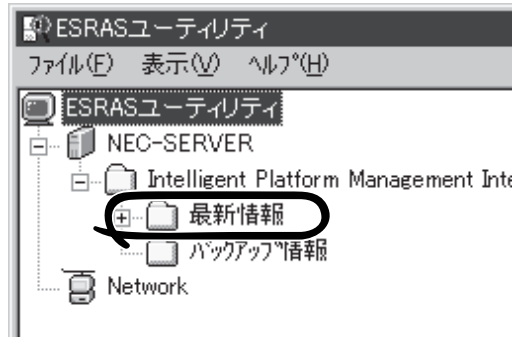 ESRASユーティリティ
ファイル(F) 表示(V) ヘルプ(H)
ESRASユーティリティ
NEC-SERVER
Intelligent Platform Management Inte
最新情報
バックアップ情報
Network